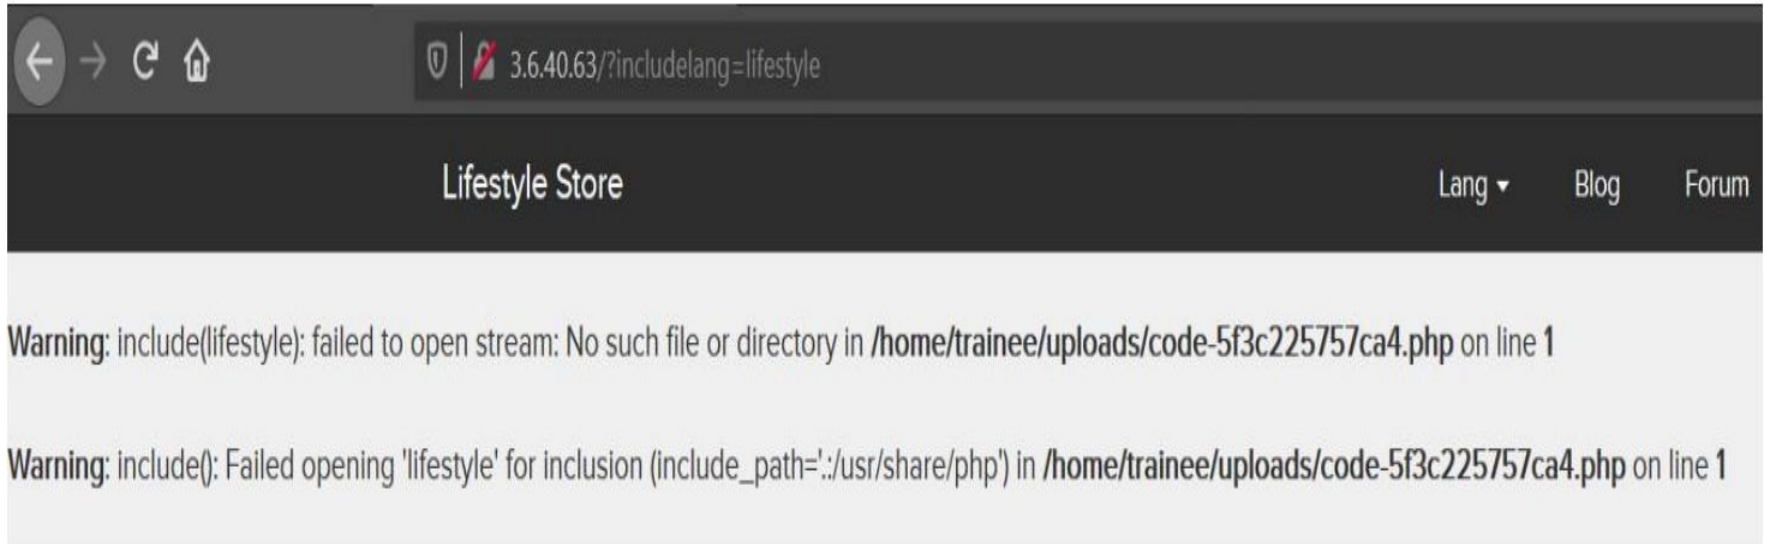 3.6.40.63/?includelang=lifestyle
Lifestyle Store
Lang
Blog
Forum
Warning: include(lifestyle): failed to open stream: No such file or directory in /home/trainee/uploads/code-5f3c225757ca4.php on line 1
Warning: include(): Failed opening 'lifestyle' for inclusion (include_path='.:/usr/share/php') in /home/trainee/uploads/code-5f3c225757ca4.php on line 1